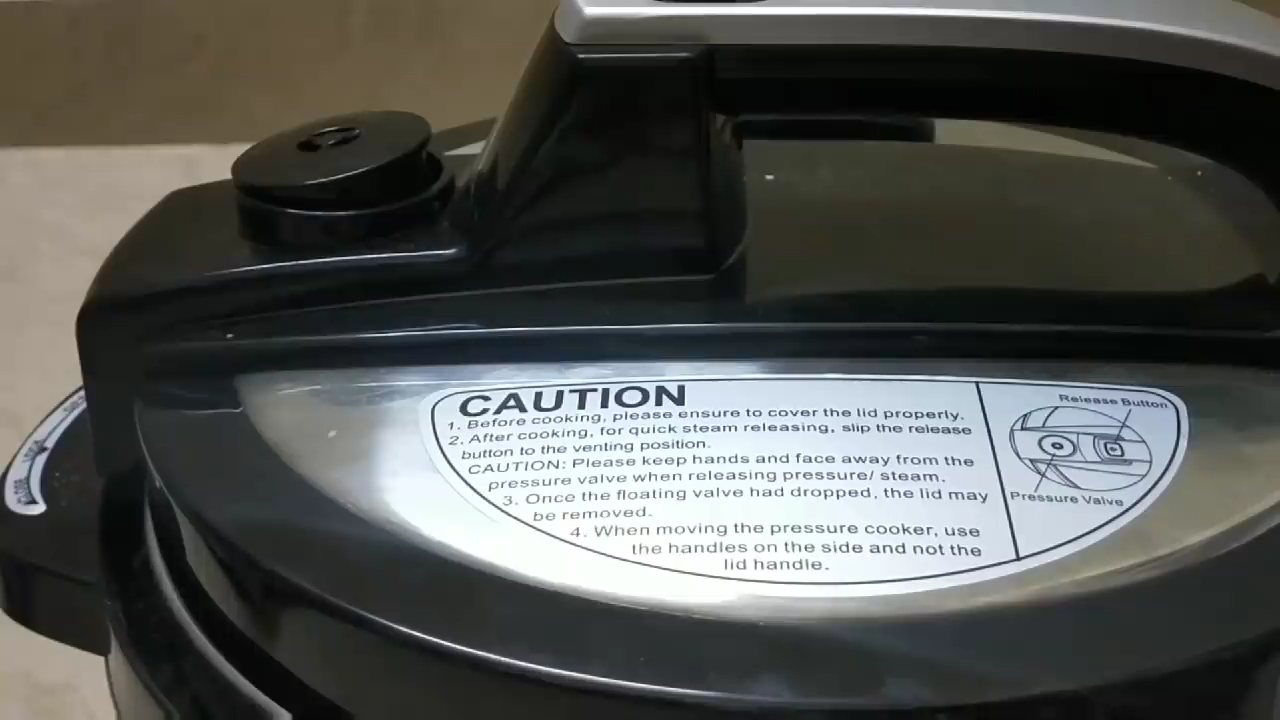 CAUTION
1. Before cooking, please ensure to cover the lid properly.
2. After cooking, for quick steam releasing, slip the release
button to the venting position.
CAUTION: Please keep hands and face away from the
pressure valve when releasing pressure/ steam.
3. Once the floating valve had dropped, the lid may
be removed.
4. When moving the pressure cooker, use
the handles on the side and not the
lid handle.
Release Button
Pressure Valve
CLOSE